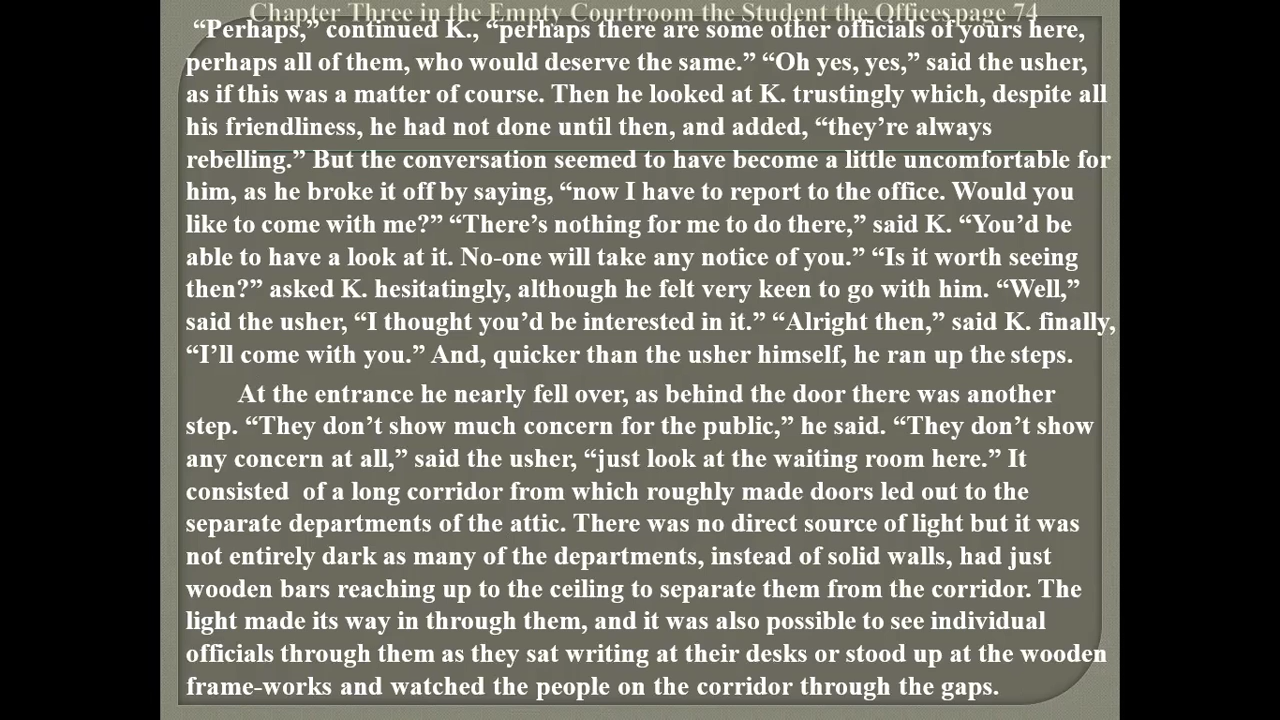 Chapter Three in the Empty Courtroom the Student the Offices page 74
“Perhaps,” continued K., “perhaps there are some other officials of yours here,
perhaps all of them, who would deserve the same.” “Oh yes, yes,” said the usher,
as if this was a matter of course. Then he looked at K. trustingly which, despite all
his friendliness, he had not done until then, and added, “they’re always
rebelling.” But the conversation seemed to have become a little uncomfortable for
him, as he broke it off by saying, “now I have to report to the office. Would you
like to come with me?” “There’s nothing for me to do there,” said K. “You’d be
able to have a look at it. No-one will take any notice of you.” “Is it worth seeing
then?” asked K. hesitatingly, although he felt very keen to go with him. “Well,”
said the usher, “I thought you’d be interested in it.” “Alright then,” said K. finally,
“I’ll come with you.” And, quicker than the usher himself, he ran up the steps.
At the entrance he nearly fell over, as behind the door there was another
step. “They don’t show much concern for the public,” he said. “They don’t show
any concern at all,” said the usher, “just look at the waiting room here.” It
consisted  of a long corridor from which roughly made doors led out to the
separate departments of the attic. There was no direct source of light but it was
not entirely dark as many of the departments, instead of solid walls, had just
wooden bars reaching up to the ceiling to separate them from the corridor. The
light made its way in through them, and it was also possible to see individual
officials through them as they sat writing at their desks or stood up at the wooden
frame-works and watched the people on the corridor through the gaps.